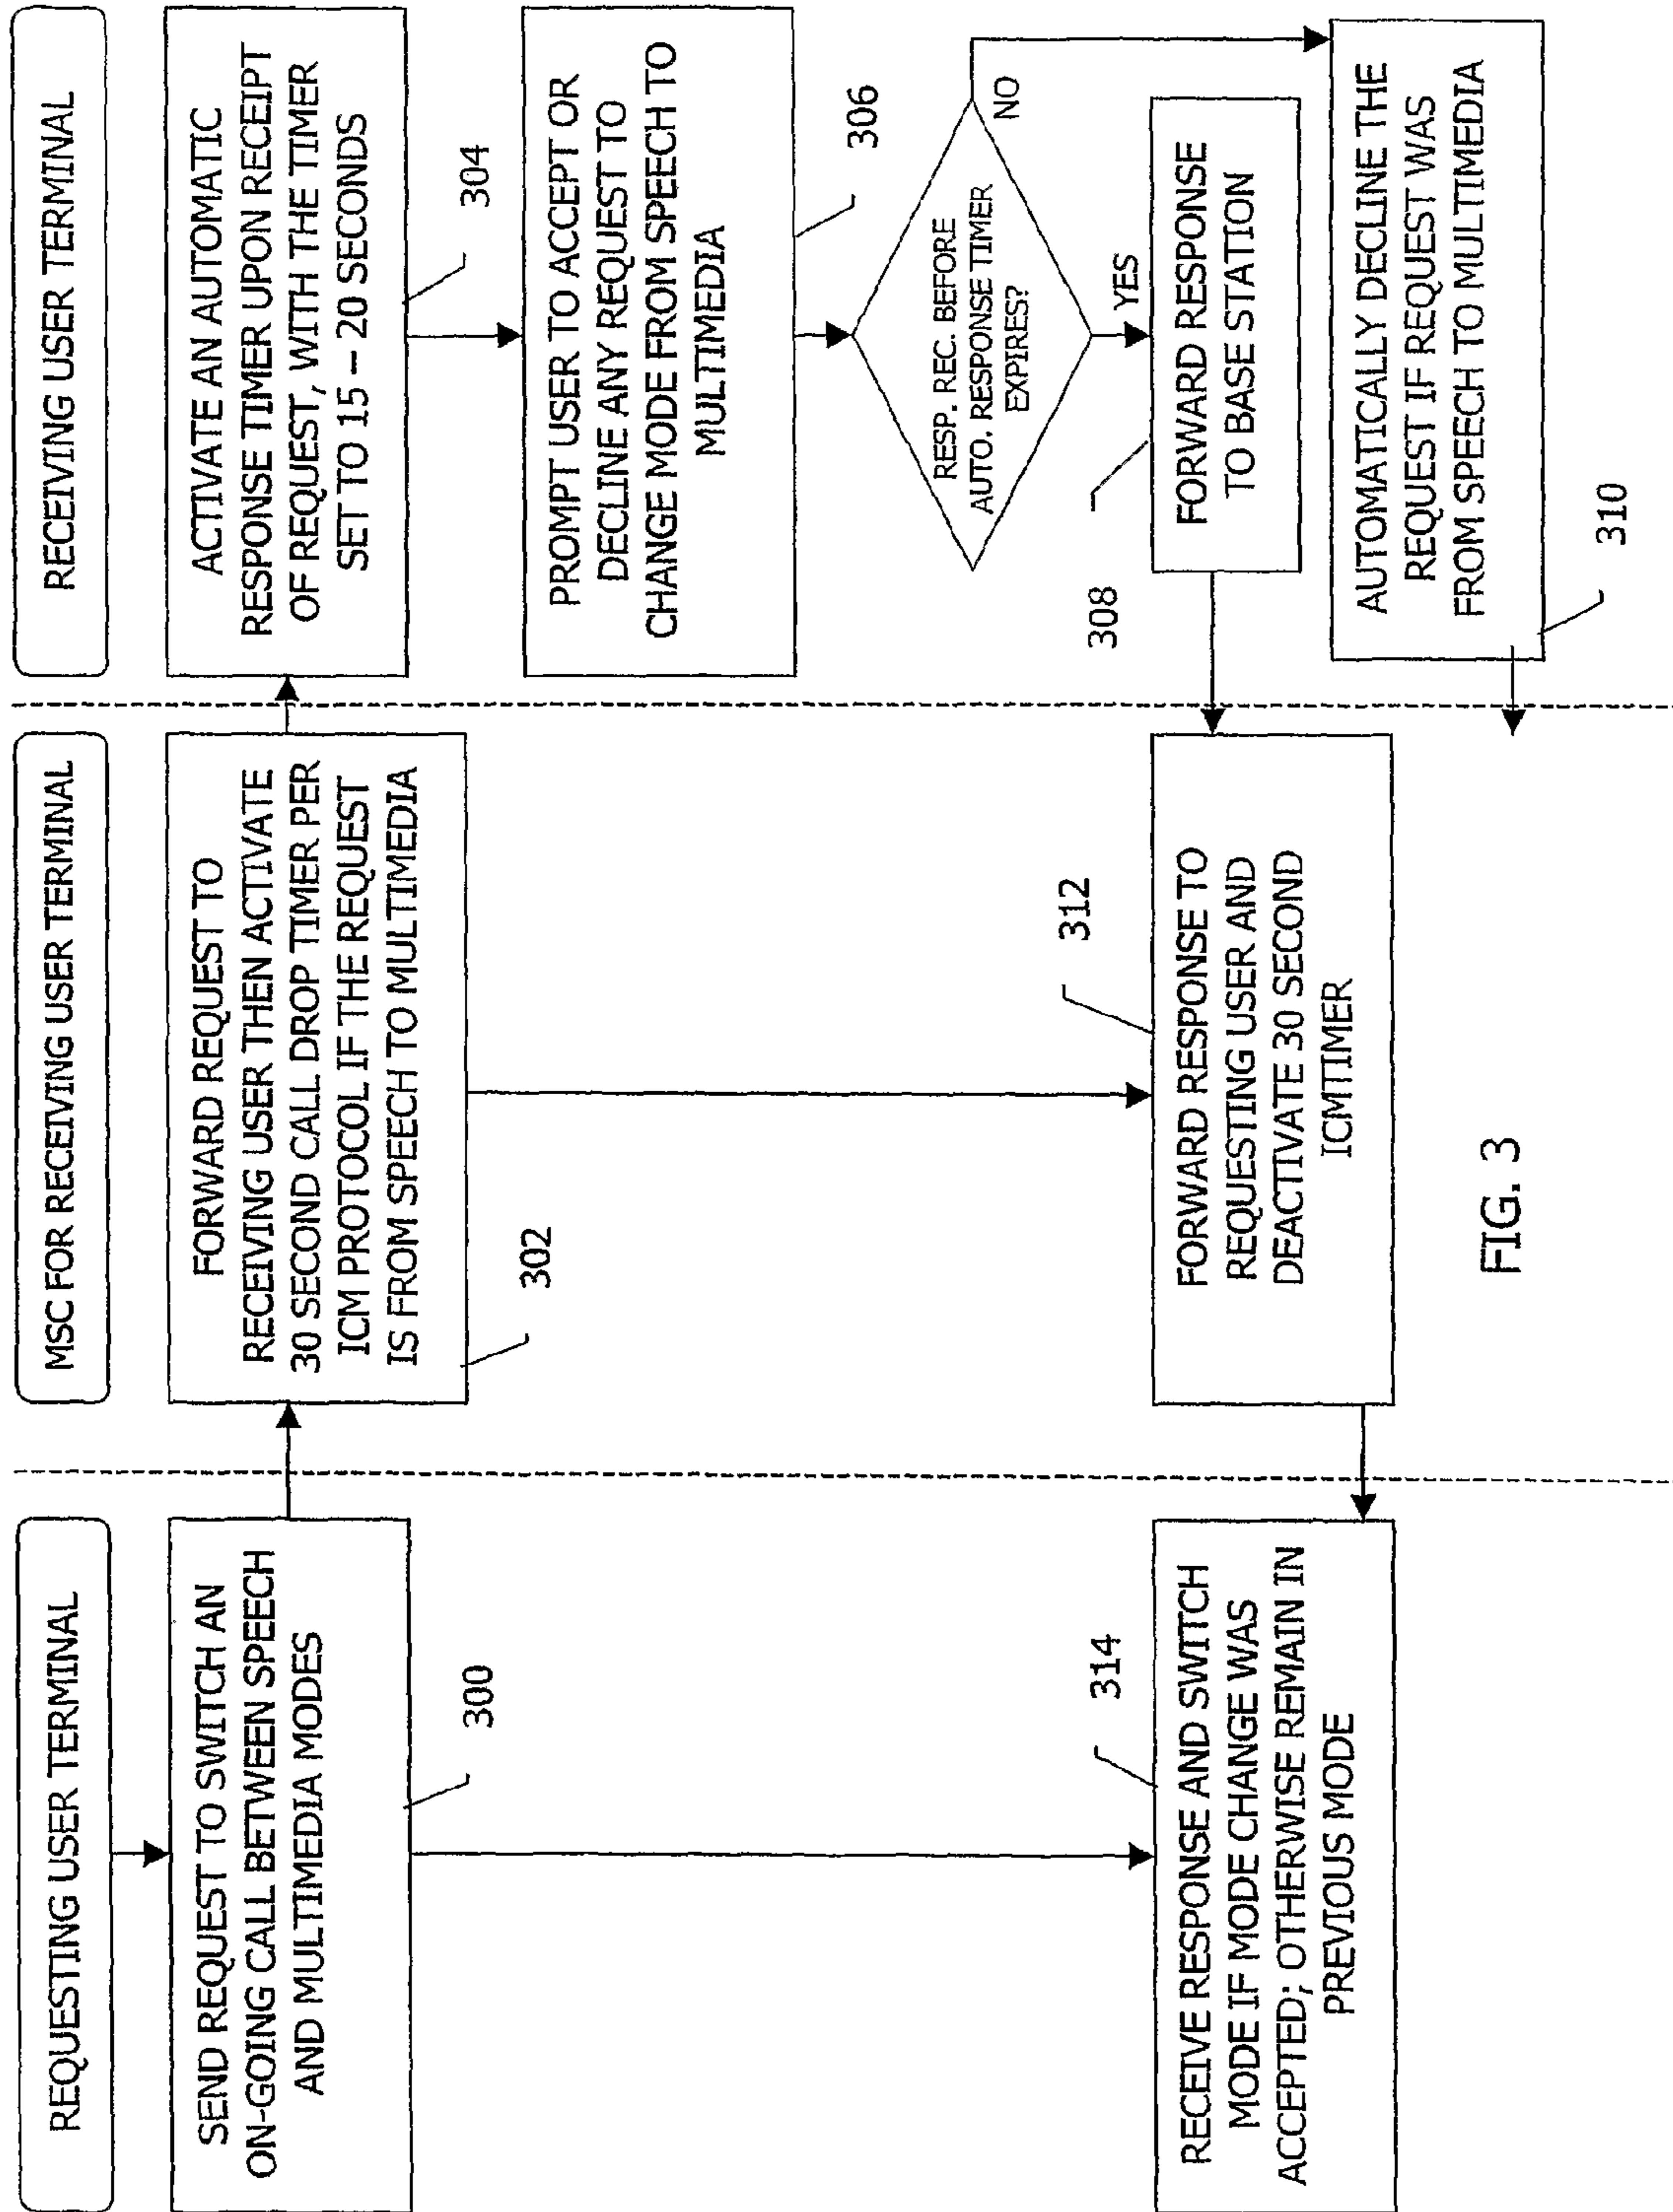 REQUESTING USER TERMINAL
SEND REQUEST TO SWITCH AN
ON-GOING CALL BETWEEN SPEECH
AND MULTIMEDIA MODES
300
RECEIVE RESPONSE AND SWITCH
MODE IF MODE CHANGE WAS
ACCEPTED; OTHERWISE REMAIN IN
PREVIOUS MODE
314
MSC FOR RECEIVING USER TERMINAL
FORWARD REQUEST TO
RECEIVING USER THEN ACTIVATE
30 SECOND CALL DROP TIMER PER
ICM PROTOCOL IF THE REQUEST
IS FROM SPEECH TO MULTIMEDIA
302
FORWARD RESPONSE TO
REQUESTING USER AND
DEACTIVATE 30 SECOND
ICMTIMER
312
RECEIVING USER TERMINAL
ACTIVATE AN AUTOMATIC
RESPONSE TIMER UPON RECEIPT
OF REQUEST, WITH THE TIMER
SET TO 15 – 20 SECONDS
304
PROMPT USER TO ACCEPT OR
DECLINE ANY REQUEST TO
CHANGE MODE FROM SPEECH TO
MULTIMEDIA
306
RESP. REC. BEFORE
AUTO. RESPONSE TIMER
EXPIRES?
YES
NO
FORWARD RESPONSE
TO BASE STATION
308
AUTOMATICALLY DECLINE THE
REQUEST IF REQUEST WAS
FROM SPEECH TO MULTIMEDIA
310
FIG. 3